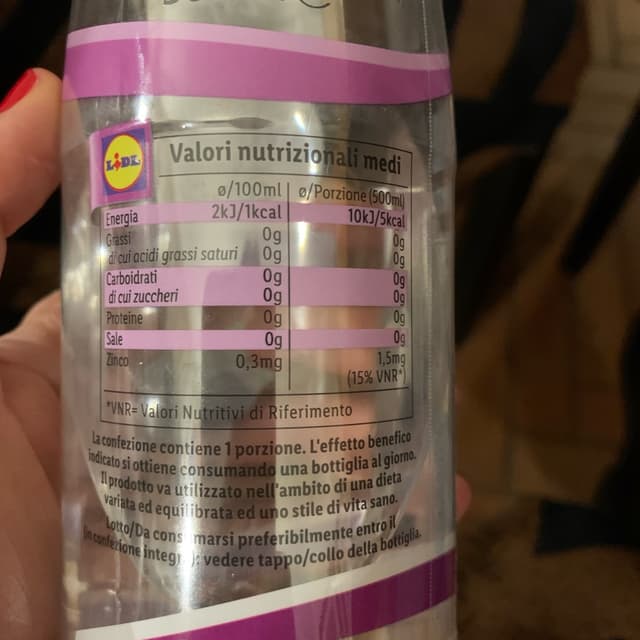 LIDL
Valori nutrizionali medi
ø/100ml ø/Porzione (500ml)
Energia 2kJ/1kcal 10kJ/5kcal
Grassi 0g 0g
di cui acidi grassi saturi 0g 0g
Carboidrati 0g 0g
di cui zuccheri 0g 0g
Proteine 0g 0g
Sale 0g 0g
Zinco 0,3mg 1,5mg
(15% VNR*)
*VNR= Valori Nutritivi di Riferimento
La confezione contiene 1 porzione. L'effetto benefico
indicato si ottiene consumando una bottiglia al giorno.
Il prodotto va utilizzato nell'ambito di una dieta
variata ed equilibrata ed uno stile di vita sano.
Lotto/Da consumarsi preferibilmente entro il
(in confezione integra): vedere tappo/collo della bottiglia.